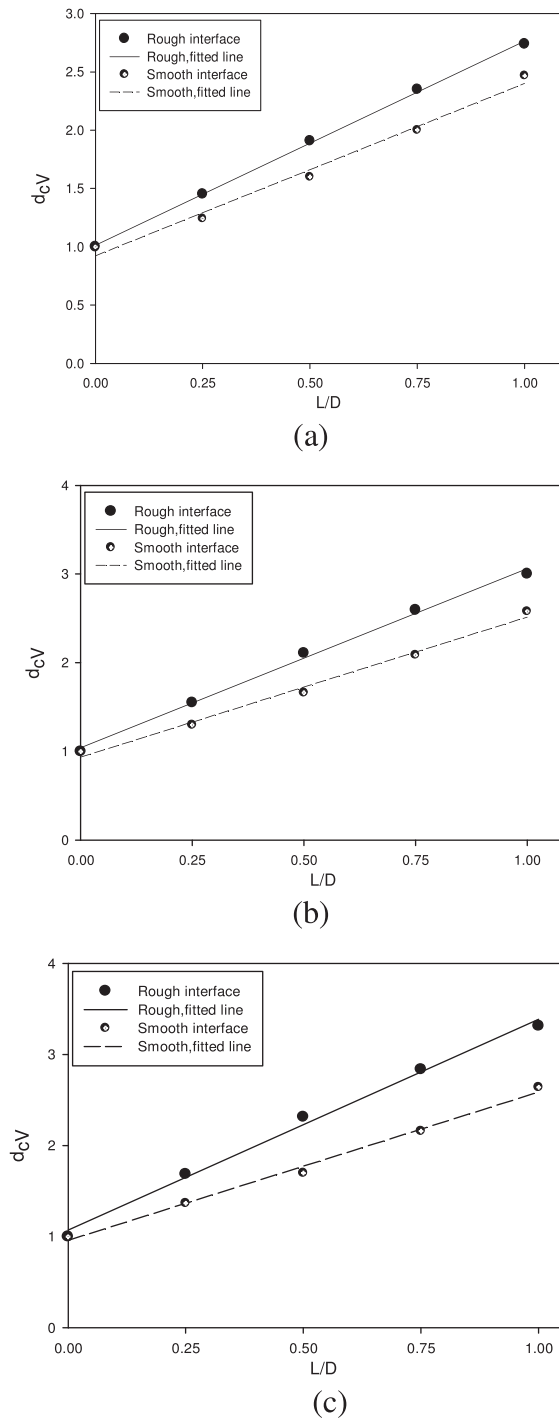 3.0
Rough interface
Rough,fitted line
Smooth interface
Smooth,fitted line
2.5
2.0
1.5
1.0
0.5
0.0
dcV
0.00 0.25 0.50 0.75 1.00
L/D
(a)
4
Rough interface
Rough,fitted line
Smooth interface
Smooth,fitted line
3
2
1
0
dcV
0.00 0.25 0.50 0.75 1.00
L/D
(b)
4
Rough interface
Rough,fitted line
Smooth interface
Smooth,fitted line
3
2
1
0
dcV
0.00 0.25 0.50 0.75 1.00
L/D
(c)